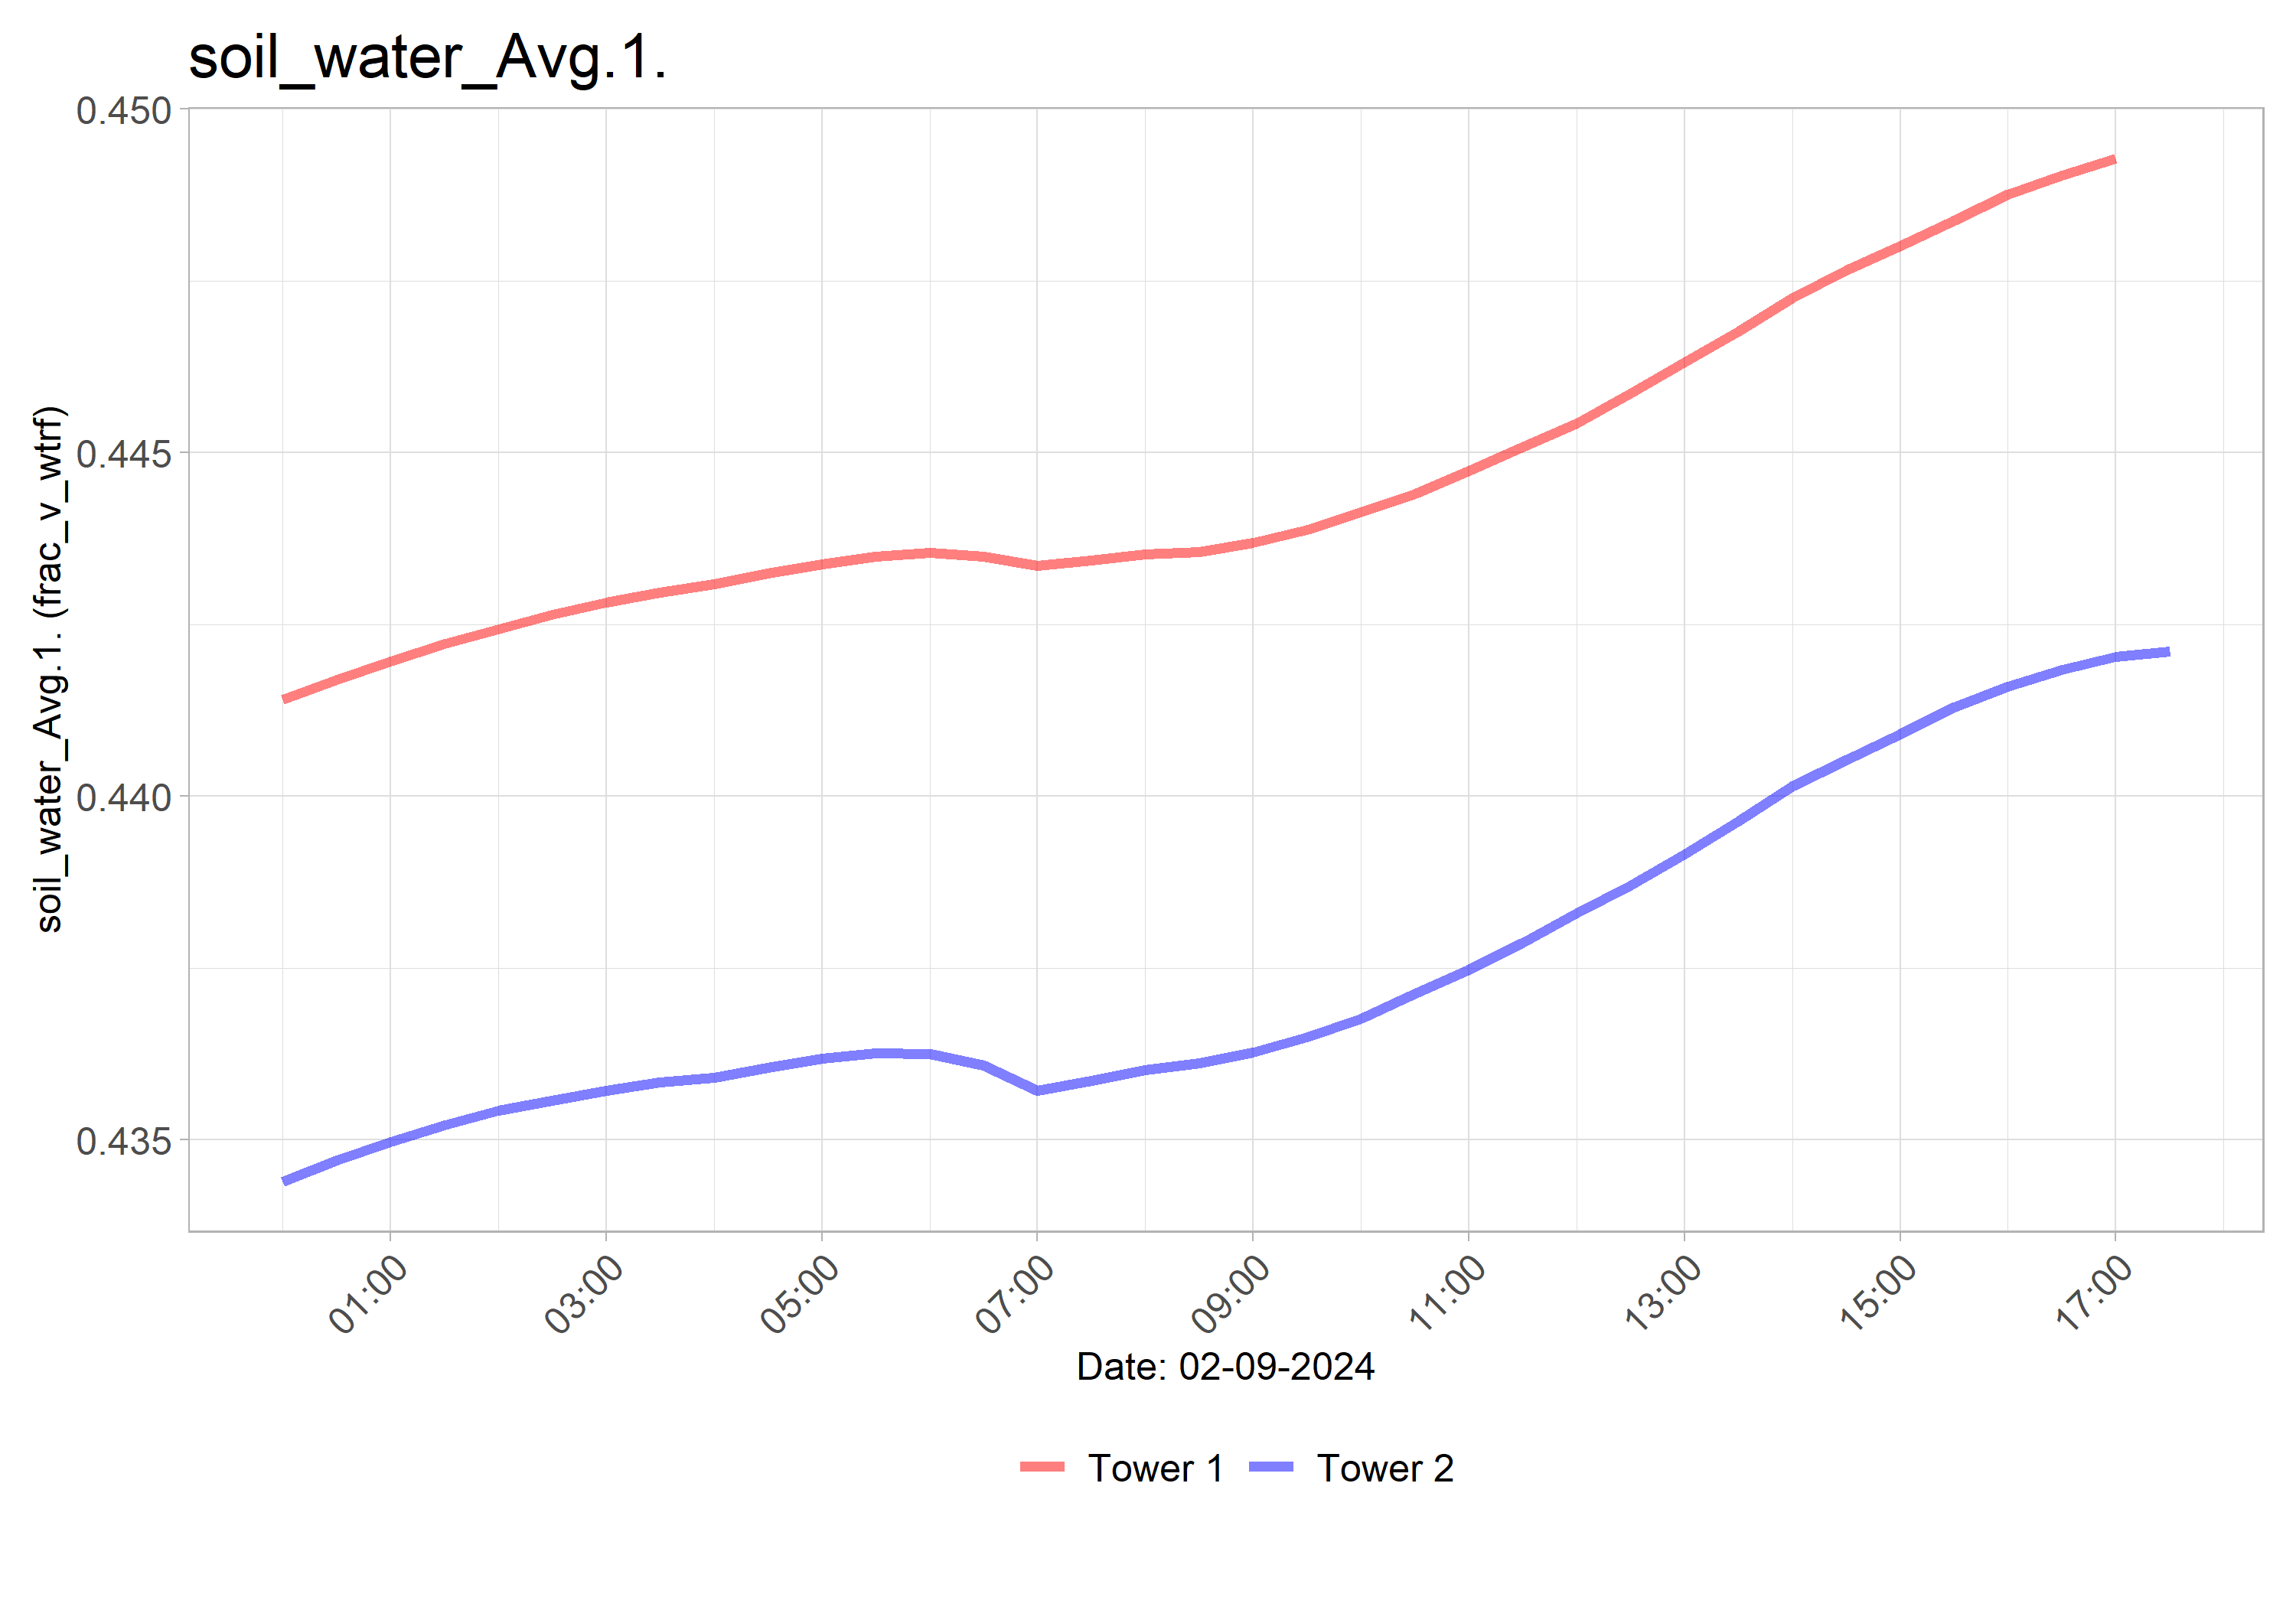 soil_water_Avg.1.
soil_water_Avg.1. (frac_v_wtrf)
0.450
0.445
0.440
0.435
01:00
03:00
05:00
07:00
09:00
11:00
13:00
15:00
17:00
Date: 02-09-2024
Tower 1
Tower 2